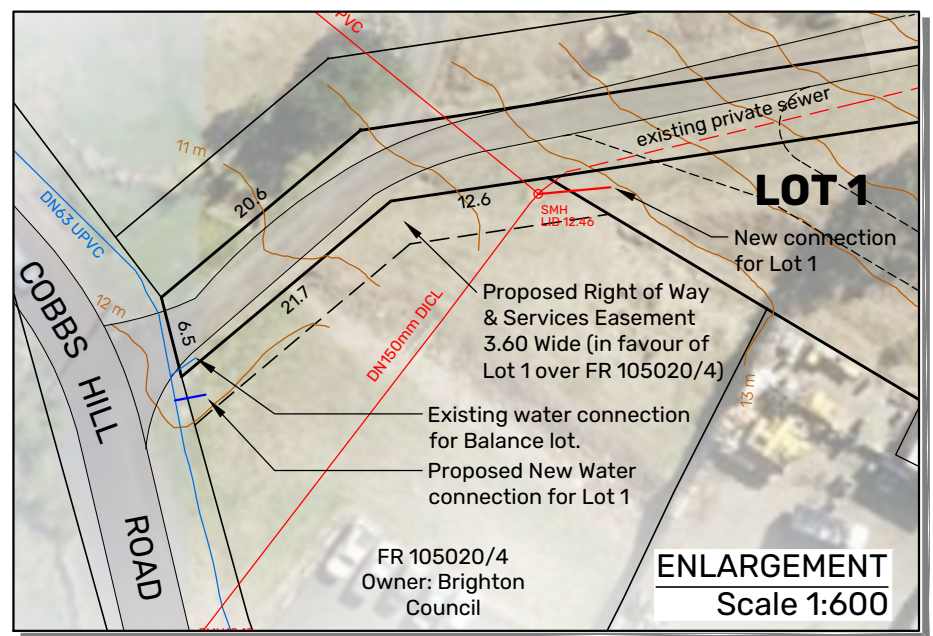 PVC
existing private sewer
11 m
LOT 1
20.6
12.6
DN63 UPVC
SMH
LID 12.46
New connection
for Lot 1
COBBS HILL ROAD
12 m
21.7
6.5
Proposed Right of Way
& Services Easement
3.60 Wide (in favour of
Lot 1 over FR 105020/4)
DN150mm DICL
13 m
Existing water connection
for Balance lot.
Proposed New Water
connection for Lot 1
FR 105020/4
Owner: Brighton
Council
ENLARGEMENT
Scale 1:600